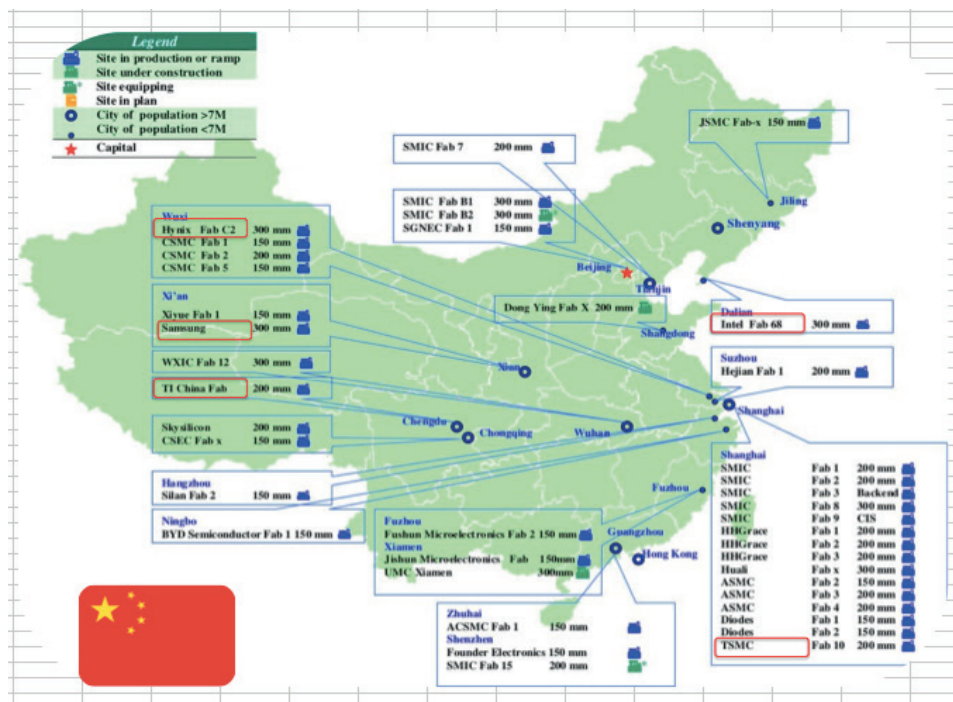 Legend
Site in production or ramp
Site under construction
Site equipping
Site in plan
City of population >7M
City of population <7M
Capital
JSMC Fab-x 150 mm
SMIC Fab 7 200 mm
SMIC Fab B1 300 mm
SMIC Fab B2 300 mm
SGNEC Fab 1 150 mm
Jiling
Shenyang
Beijing
Tianjin
Wuxi
Hynix Fab C2 300 mm
CSMC Fab 1 150 mm
CSMC Fab 2 200 mm
CSMC Fab 5 150 mm
Xi'an
Xiyue Fab 1 150 mm
Samsung 300 mm
Dong Ying Fab X 200 mm
Shangdong
Dalian
Intel Fab 68 300 mm
WXIC Fab 12 300 mm
TI China Fab 200 mm
Xian
Suzhou
Hejian Fab 1 200 mm
Shanghai
Skysilicon 200 mm
CSEC Fab x 150 mm
Chengdu
Chongqing
Wuhan
Hangzhou
Silan Fab 2 150 mm
Ningbo
BYD Semiconductor Fab 1 150 mm
Fuzhou
Fuzhou
Fushun Microelectronics Fab 2 150 mm
Xiamen
Jishun Microelectronics Fab 150mm
UMC Xiamen 300mm
Guangzhou
Hong Kong
Zhuhai
ACSMC Fab 1 150 mm
Shenzhen
Founder Electronics 150 mm
SMIC Fab 15 200 mm
Shanghai
SMIC Fab 1 200 mm
SMIC Fab 2 200 mm
SMIC Fab 3 Backend
SMIC Fab 8 300 mm
SMIC Fab 9 CIS
HHGrace Fab 1 200 mm
HHGrace Fab 2 200 mm
HHGrace Fab 3 200 mm
Huali Fab x 300 mm
ASMC Fab 2 150 mm
ASMC Fab 3 200 mm
ASMC Fab 4 200 mm
Diodes Fab 1 150 mm
Diodes Fab 2 150 mm
TSMC Fab 10 200 mm